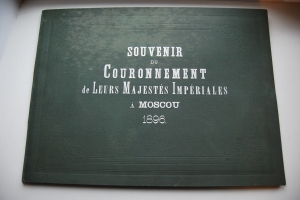 SOUVENIR
DU
COURONNEMENT
de LEURS MAJESTÉS IMPÉRIALES
À MOSCOU
1896.